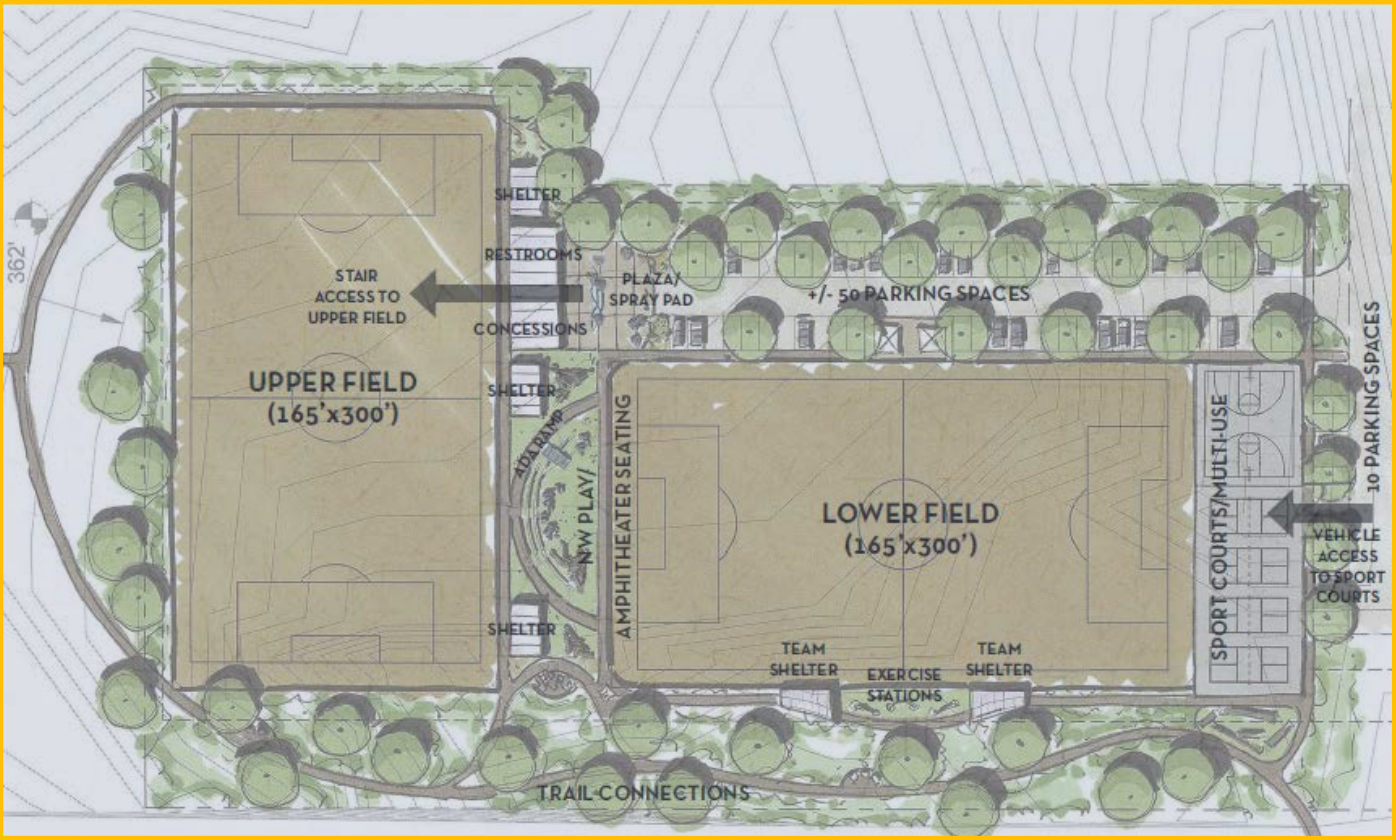 362'
SHELTER
RESTROOMS
STAIR
ACCESS TO
UPPER FIELD
PLAZA/
SPRAY PAD
+/- 50 PARKING SPACES
CONCESSIONS
UPPER FIELD
(165'x300')
SHELTER
ADA RAMP
NW PLAY/
AMPHITHEATER SEATING
SHELTER
LOWER FIELD
(165'x300')
TEAM
SHELTER
EXERCISE
STATIONS
TEAM
SHELTER
SPORT COURTS/MULTI-USE
10 PARKING SPACES
VEHICLE
ACCESS
TO SPORT
COURTS
TRAIL CONNECTIONS